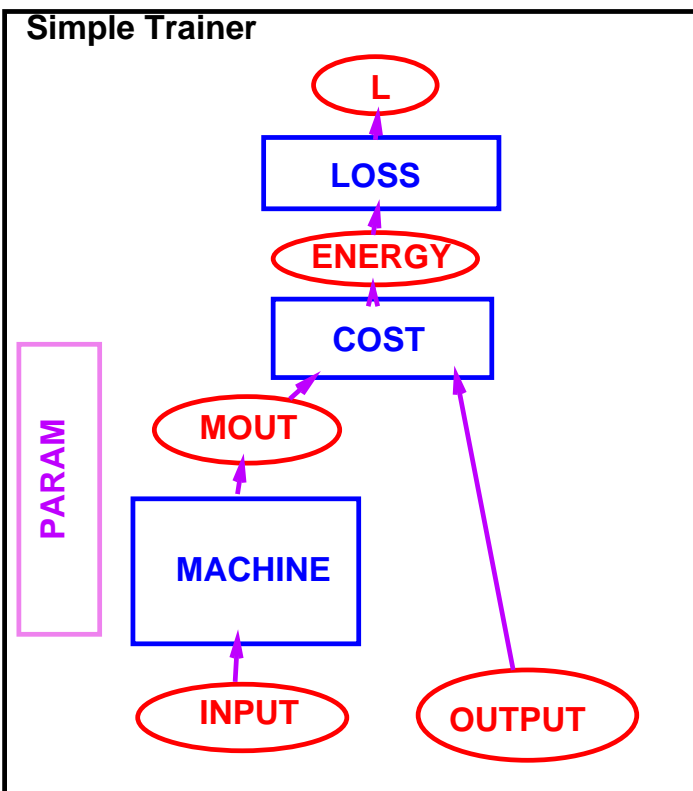 Simple Trainer
L
LOSS
ENERGY
COST
MOUT
PARAM
MACHINE
INPUT
OUTPUT